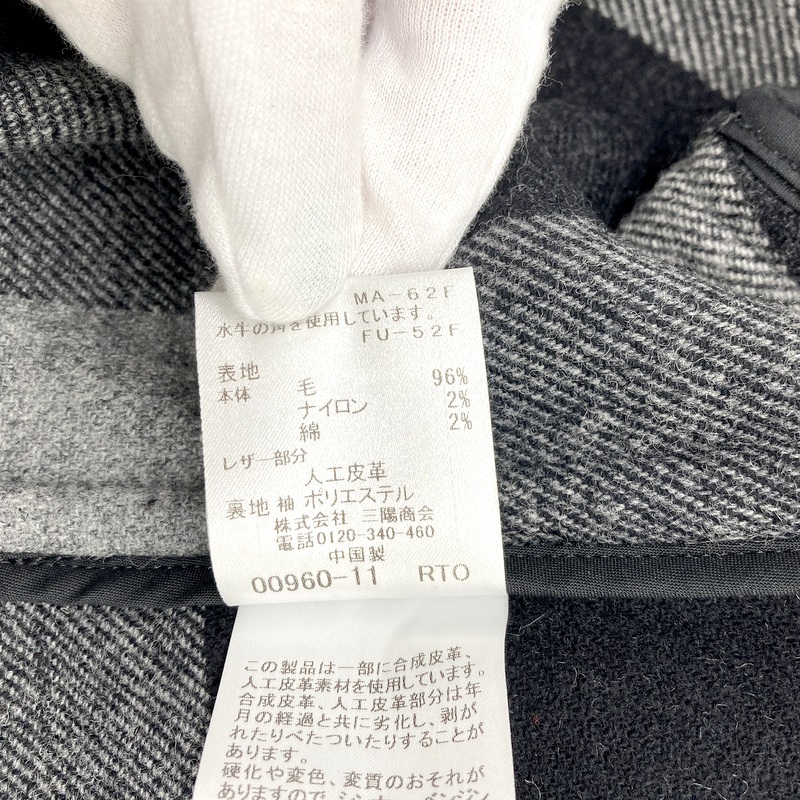 MA-62F
水牛の角を使用しています。
FU-52F
表地
本体 毛 96%
ナイロン 2%
綿 2%
レザー部分
人工皮革
裏地 袖 ポリエステル
株式会社 三陽商会
電話0120-340-460
中国製
00960-11 RTO
この製品は一部に合成皮革、
人工皮革素材を使用しています。
合成皮革、人工皮革部分は年
月の経過と共に劣化し、剥が
れたりべたついたりすることが
あります。
硬化や変色、変質のおそれが
ありますので、シンナー、ベンジン